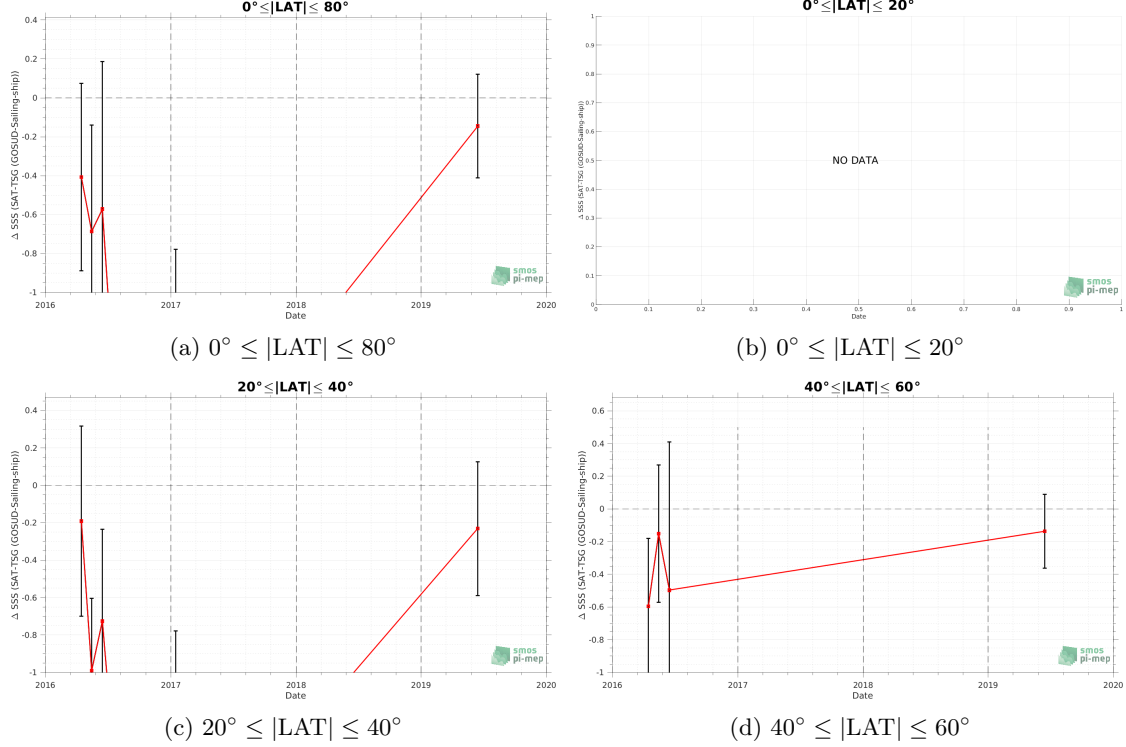 0°≤|LAT|≤ 80°
Δ SSS (SAT-TSG (GOSUD-Sailing-ship))
0.4
0.2
0
-0.2
-0.4
-0.6
-0.8
-1
2016
2017
2018
2019
2020
Date
smos
pi-mep
(a) 0° ≤ |LAT| ≤ 80°
0°≤|LAT|≤ 20°
Δ SSS (SAT-TSG (GOSUD-Sailing-ship))
1
0.9
0.8
0.7
0.6
0.5
0.4
0.3
0.2
0.1
0
NO DATA
0
0.1
0.2
0.3
0.4
0.5
0.6
0.7
0.8
0.9
1
Date
smos
pi-mep
(b) 0° ≤ |LAT| ≤ 20°
20°≤|LAT|≤ 40°
Δ SSS (SAT-TSG (GOSUD-Sailing-ship))
0.4
0.2
0
-0.2
-0.4
-0.6
-0.8
-1
2016
2017
2018
2019
2020
Date
smos
pi-mep
(c) 20° ≤ |LAT| ≤ 40°
40°≤|LAT|≤ 60°
Δ SSS (SAT-TSG (GOSUD-Sailing-ship))
0.6
0.4
0.2
0
-0.2
-0.4
-0.6
-0.8
-1
2016
2017
2018
2019
2020
Date
smos
pi-mep
(d) 40° ≤ |LAT| ≤ 60°